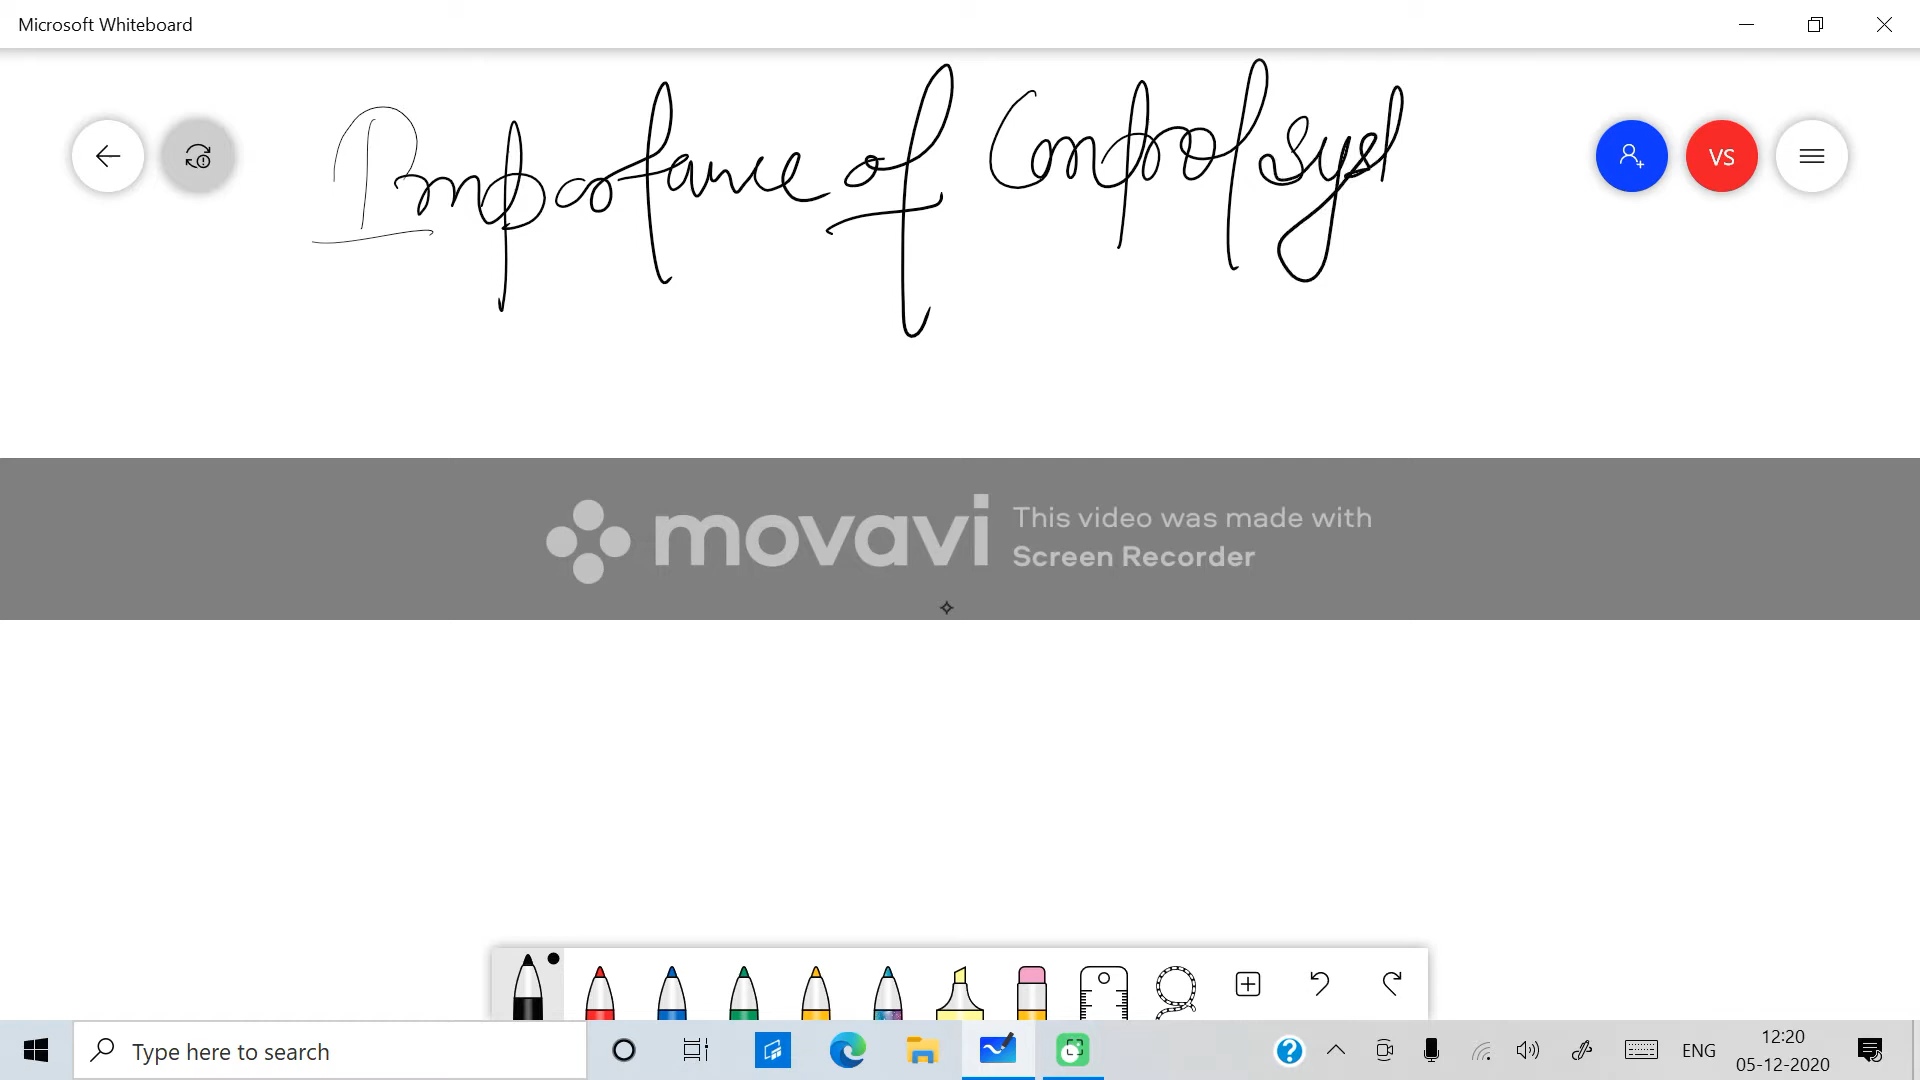 Microsoft Whiteboard
Importance of Control syst
VS
movavi
This video was made with
Screen Recorder
Type here to search
ENG
12:20
05-12-2020